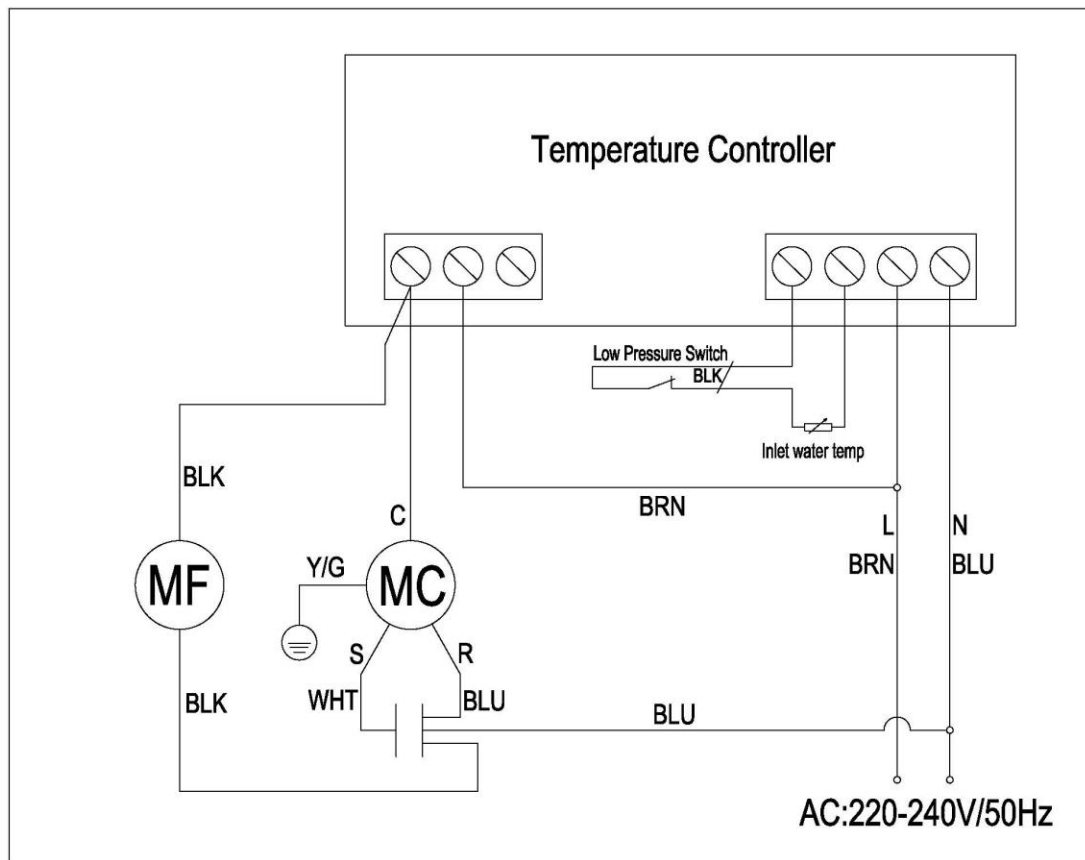 Temperature Controller
Low Pressure Switch
BLK
Inlet water temp
BLK
BRN
C
L
N
Y/G
BRN
BLU
MF
MC
S
R
BLK
WHT
BLU
BLU
AC:220-240V/50Hz